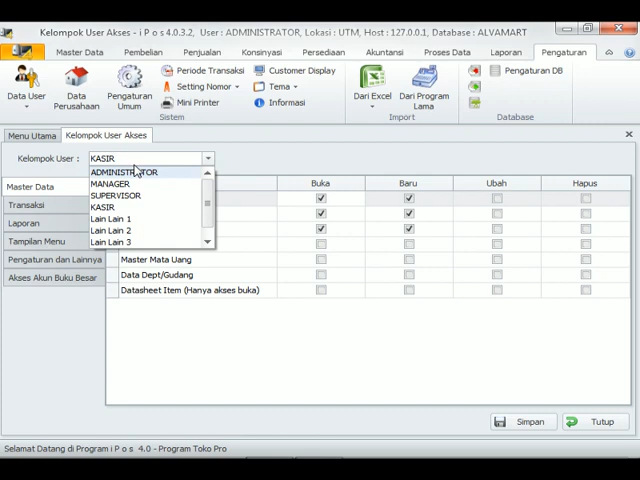 Kelompok User Akses - i P o s 4.0.3.2, User : ADMINISTRATOR, Lokasi : UTM, Host : 127.0.0.1, Database : ALVAMART
Master Data Pembelian Penjualan Konsinyasi Persediaan Akuntansi Proses Data Laporan Pengaturan
Data User
Data Perusahaan
Pengaturan Umum
Periode Transaksi
Setting Nomor
Mini Printer
Customer Display
Tema
Informasi
Sistem
Dari Excel
Dari Program Lama
Import
Pengaturan DB
Database
Menu Utama Kelompok User Akses
Kelompok User : KASIR
ADMINISTRATOR
MANAGER
SUPERVISOR
KASIR
Lain Lain 1
Lain Lain 2
Lain Lain 3
Master Data
Transaksi
Laporan
Tampilan Menu
Pengaturan dan Lainnya
Akses Akun Buku Besar
Buka Baru Ubah Hapus
Master Mata Uang
Data Dept/Gudang
Datasheet Item (Hanya akses buka)
Simpan Tutup
Selamat Datang di Program i P o s 4.0 - Program Toko Pro